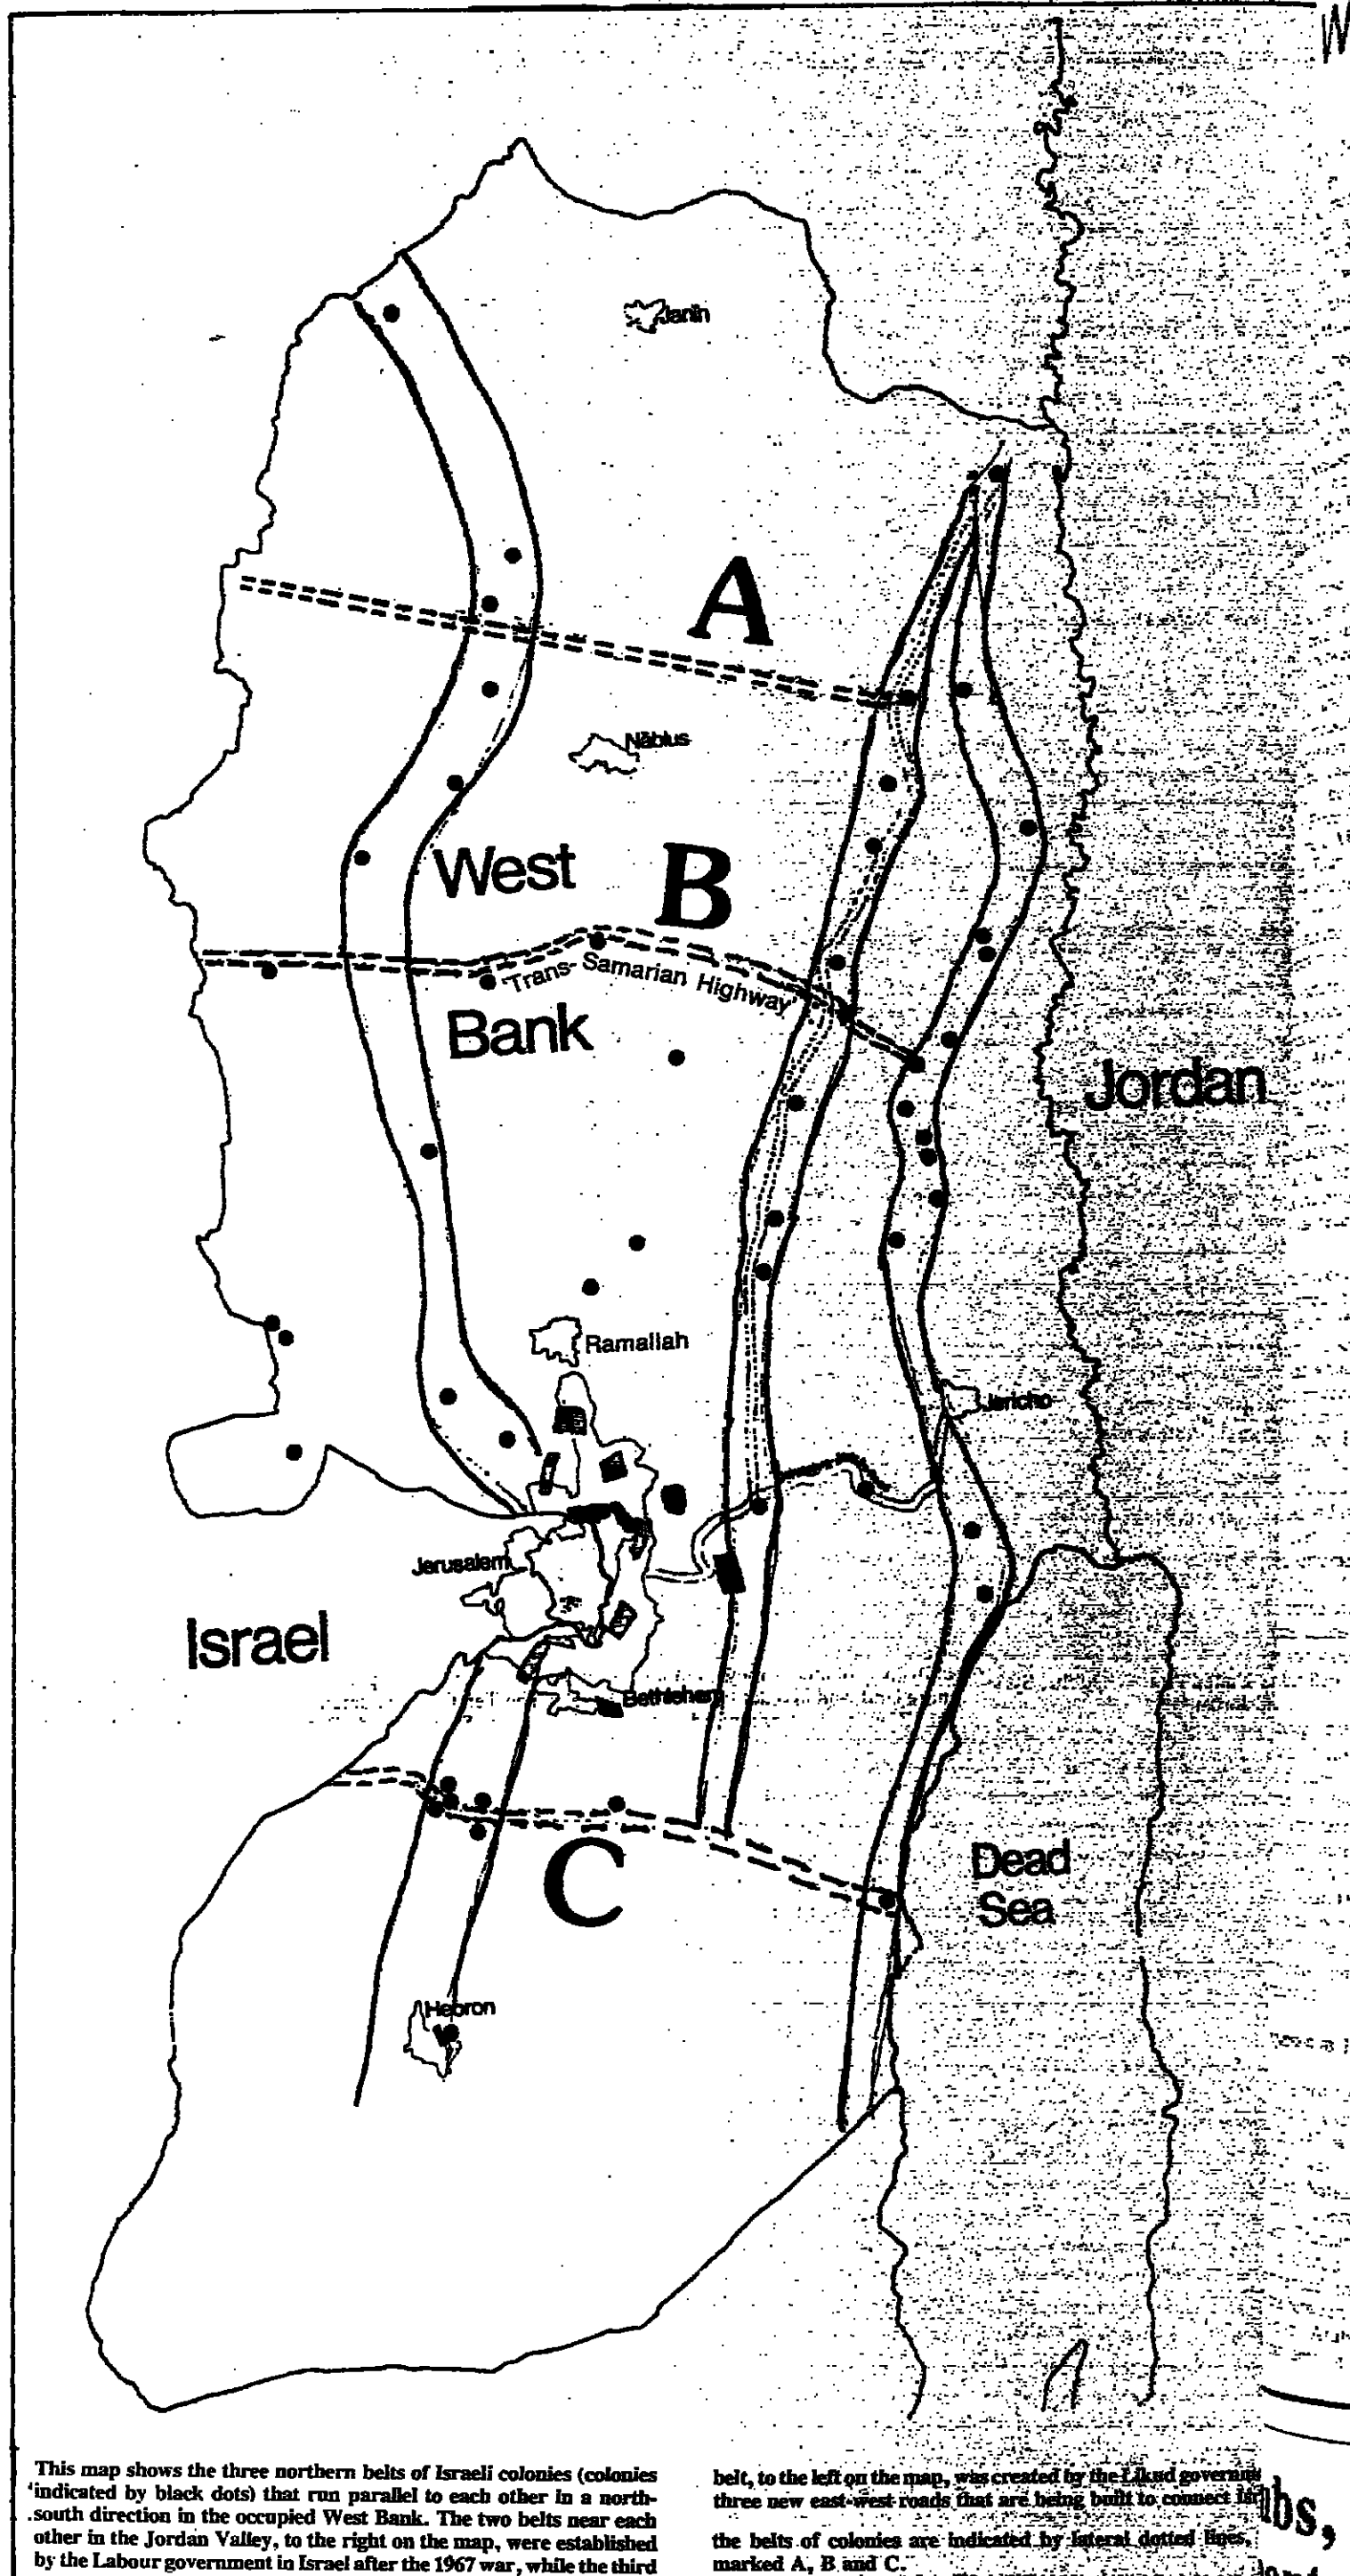 Janin
A
Nāblus
West
B
Trans-Samarian Highway
Bank
Jordan
Ramallah
Jericho
Jerusalem
Israel
Bethlehem
C
Dead
Sea
Hebron
This map shows the three northern belts of Israeli colonies (colonies
indicated by black dots) that run parallel to each other in a north-
south direction in the occupied West Bank. The two belts near each
other in the Jordan Valley, to the right on the map, were established
by the Labour government in Israel after the 1967 war, while the third
belt, to the left on the map, was created by the Likud
three new east-west roads that are being built to connect
the belts of colonies are indicated by lateral dotted lines,
marked A, B and C.